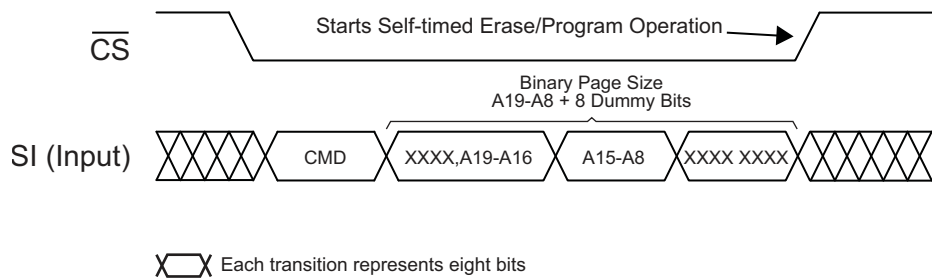 Starts Self-timed Erase/Program Operation
CS
Binary Page Size
A19-A8 + 8 Dummy Bits
SI (Input)
CMD
XXXX,A19-A16
A15-A8
XXXX XXXX
Each transition represents eight bits